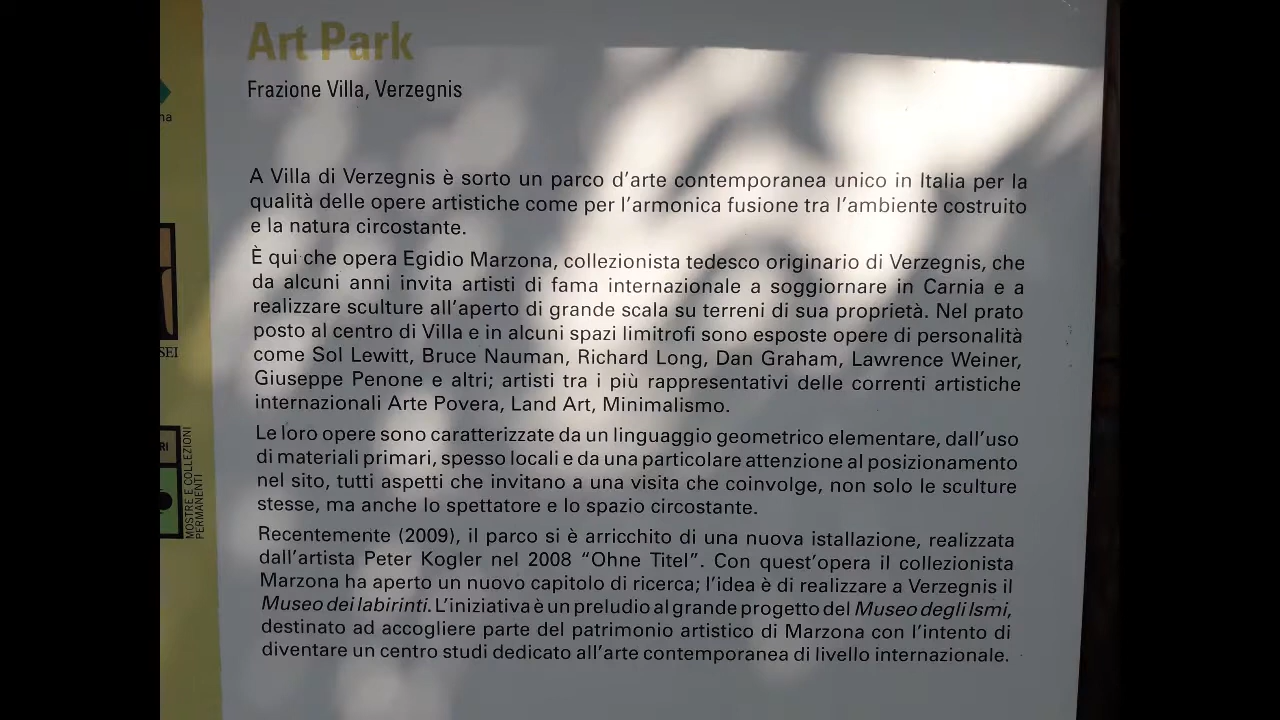 Art Park
Frazione Villa, Verzegnis
A Villa di Verzegnis è sorto un parco d'arte contemporanea unico in Italia per la
qualità delle opere artistiche come per l'armonica fusione tra l'ambiente costruito
e la natura circostante.
È qui che opera Egidio Marzona, collezionista tedesco originario di Verzegnis, che
da alcuni anni invita artisti di fama internazionale a soggiornare in Carnia e a
realizzare sculture all'aperto di grande scala su terreni di sua proprietà. Nel prato
posto al centro di Villa e in alcuni spazi limitrofi sono esposte opere di personalità
come Sol Lewitt, Bruce Nauman, Richard Long, Dan Graham, Lawrence Weiner,
Giuseppe Penone e altri; artisti tra i più rappresentativi delle correnti artistiche
internazionali Arte Povera, Land Art, Minimalismo.
Le loro opere sono caratterizzate da un linguaggio geometrico elementare, dall'uso
di materiali primari, spesso locali e da una particolare attenzione al posizionamento
nel sito, tutti aspetti che invitano a una visita che coinvolge, non solo le sculture
stesse, ma anche lo spettatore e lo spazio circostante.
Recentemente (2009), il parco si è arricchito di una nuova istallazione, realizzata
dall'artista Peter Kogler nel 2008 "Ohne Titel". Con quest'opera il collezionista
Marzona ha aperto un nuovo capitolo di ricerca; l'idea è di realizzare a Verzegnis il
Museo dei labirinti. L'iniziativa è un preludio al grande progetto del Museo degli Ismi,
destinato ad accogliere parte del patrimonio artistico di Marzona con l'intento di
diventare un centro studi dedicato all'arte contemporanea di livello internazionale.
na
SEI
RI
MOSTRE E COLLEZIONI
PERMANENTI